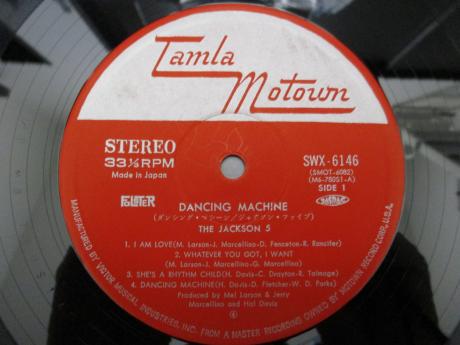 Tamla
Motown
STEREO
33⅓ RPM
Made in Japan
SWX-6146
(SMOT-6082)
(M6-780S1-A)
SIDE 1
DANCING MACHINE
(ダンシング・マシーン/ジャクソン・ファイブ)
THE JACKSON 5
1. I AM LOVE(M. Larson-J. Marcellino-D. Fenceton-R. Rancifer)
2. WHATEVER YOU GOT, I WANT
(M. Larson-J. Marcellino-G. Marcellino)
3. SHE'S A RHYTHM CHILD(H. Davis-C. Drayton-R. Talmage)
4. DANCING MACHINE(H. Davis-D. Fletcher-W. D. Parks)
Produced by Mel Larson & Jerry
Marcellino and Hal Davis
MANUFACTURED BY VICTOR MUSICAL INDUSTRIES, INC. FROM A MASTER RECORDING OWNED BY MOTOWN RECORD CORP., U.S.A.